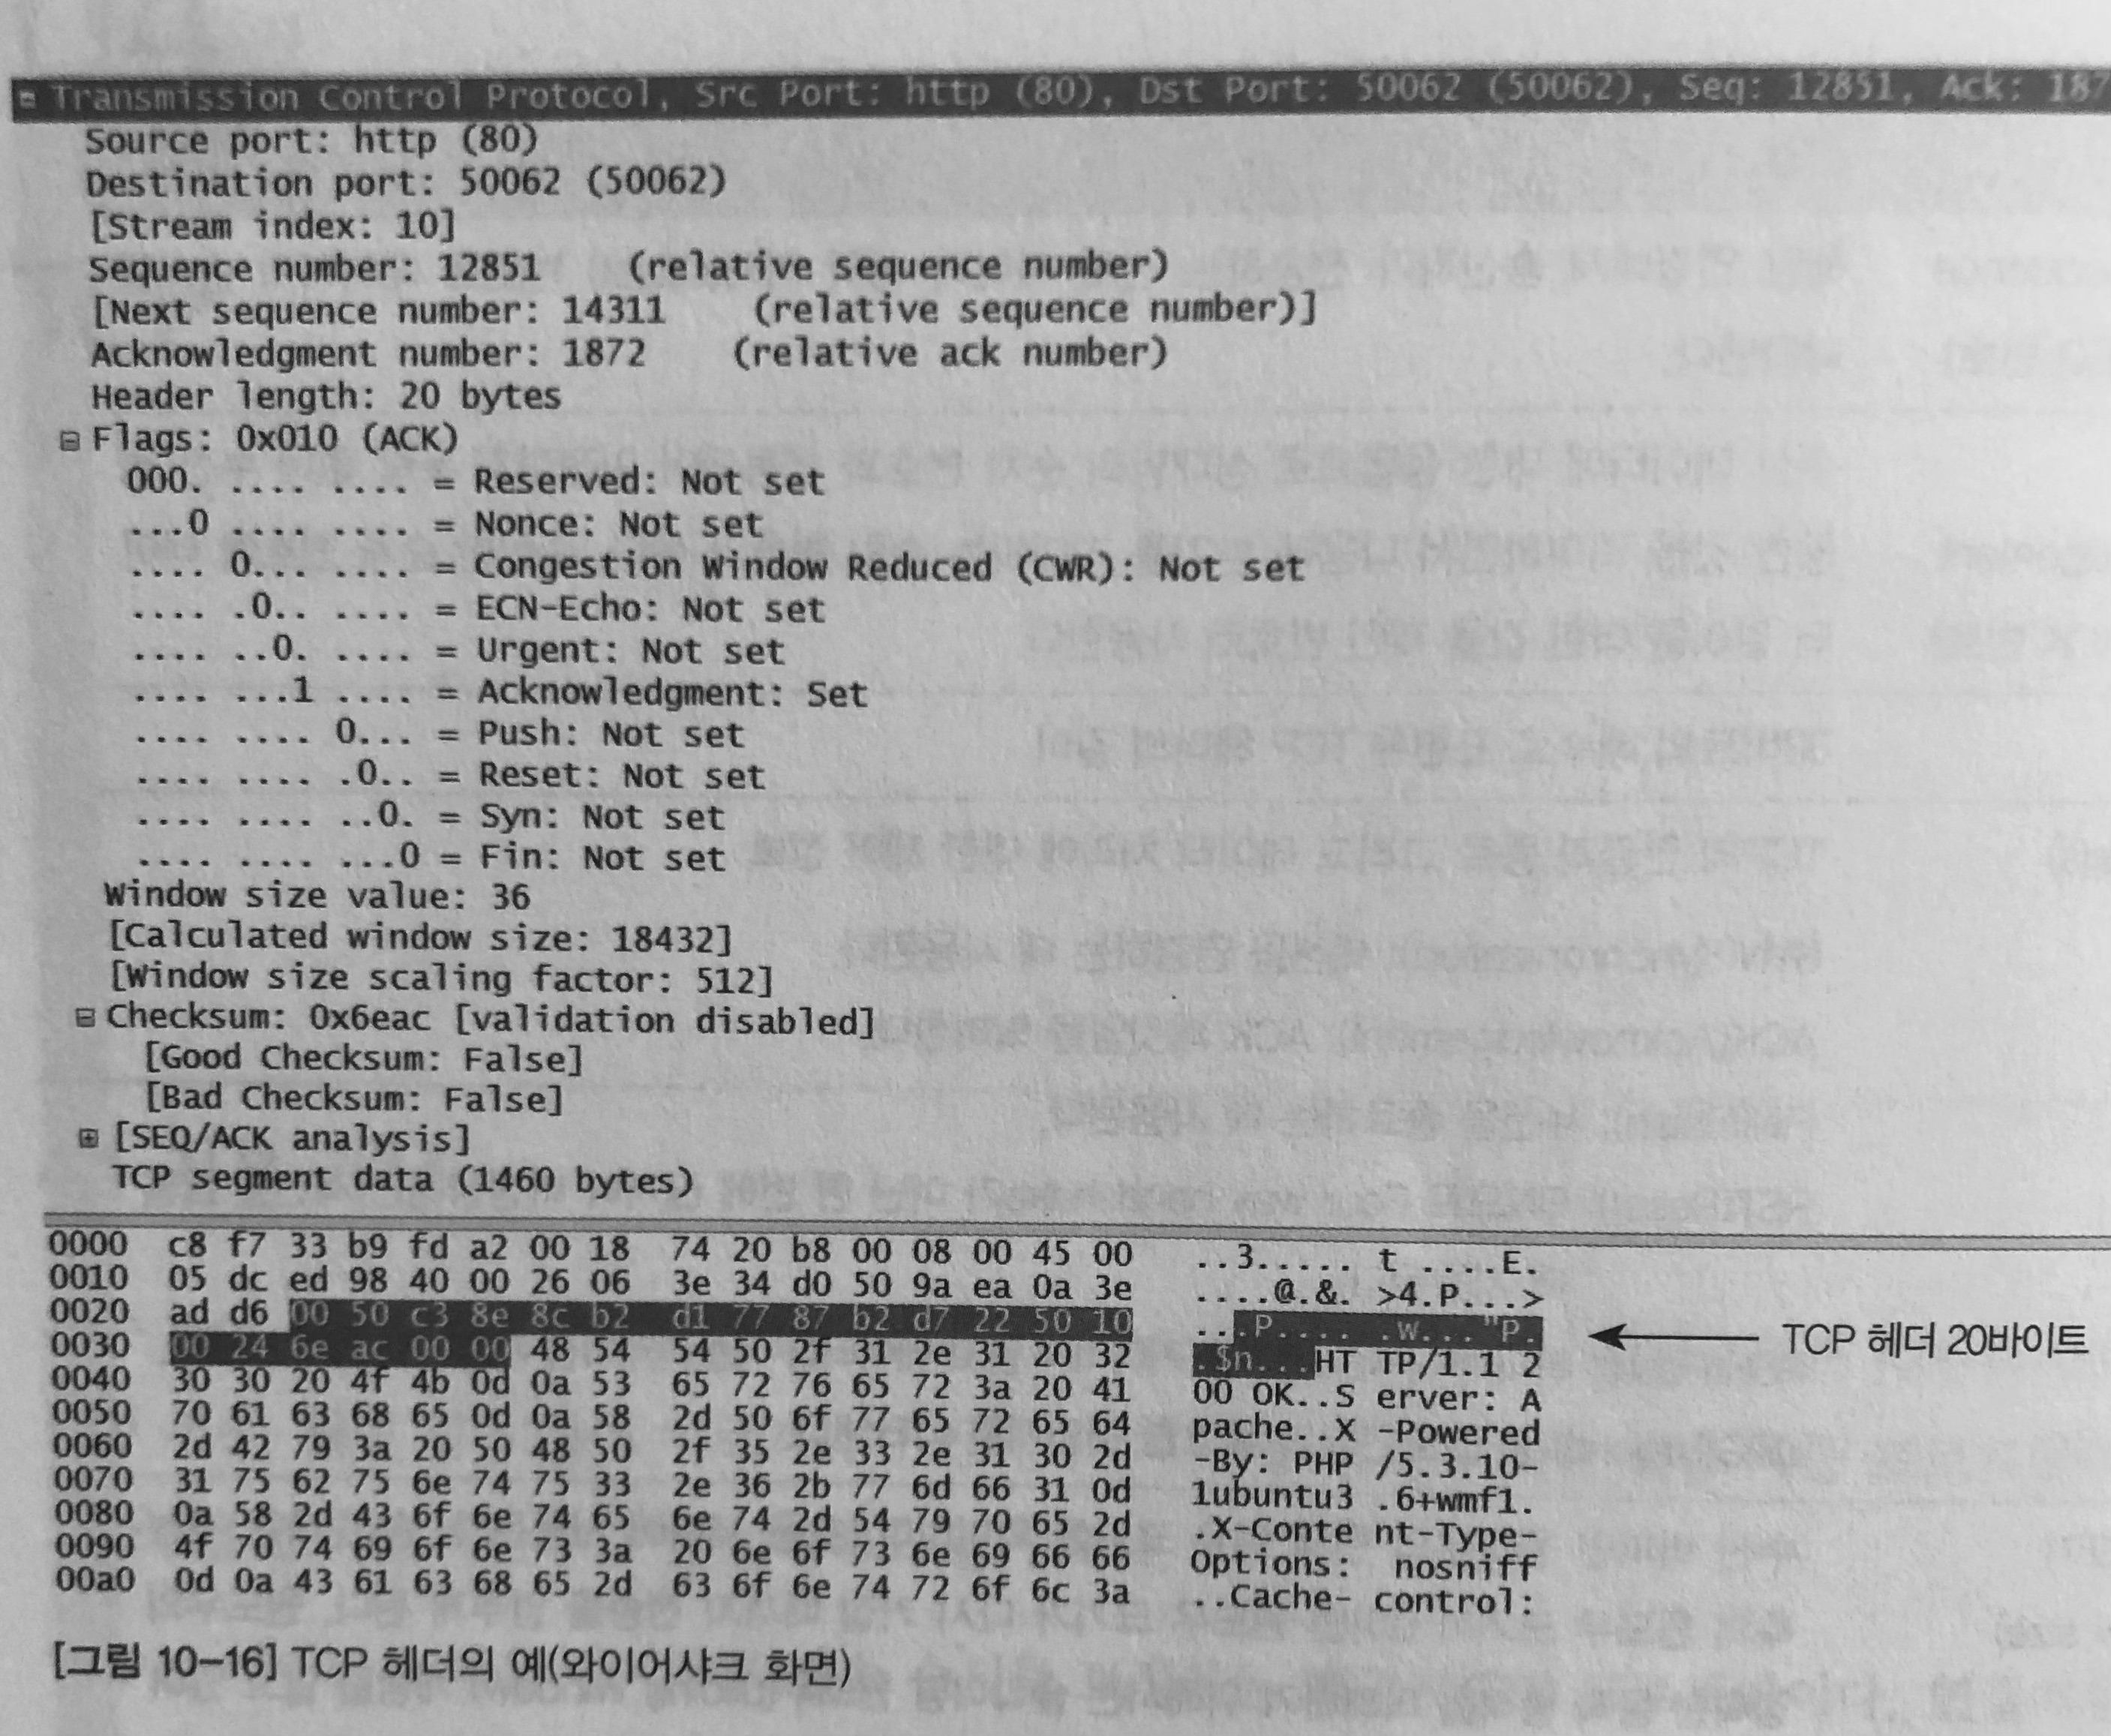 Transmission Control Protocol, Src Port: http (80), Dst Port: 50062 (50062), Seq: 12851, Ack: 187
Source port: http (80)
Destination port: 50062 (50062)
[Stream index: 10]
Sequence number: 12851    (relative sequence number)
[Next sequence number: 14311    (relative sequence number)]
Acknowledgment number: 1872    (relative ack number)
Header length: 20 bytes
Flags: 0x010 (ACK)
000. .... .... = Reserved: Not set
...0 .... .... = Nonce: Not set
.... 0... .... = Congestion Window Reduced (CWR): Not set
.... .0.. .... = ECN-Echo: Not set
.... ..0. .... = Urgent: Not set
.... ...1 .... = Acknowledgment: Set
.... .... 0... = Push: Not set
.... .... .0.. = Reset: Not set
.... .... ..0. = Syn: Not set
.... .... ...0 = Fin: Not set
Window size value: 36
[Calculated window size: 18432]
[Window size scaling factor: 512]
Checksum: 0x6eac [validation disabled]
[Good Checksum: False]
[Bad Checksum: False]
[SEQ/ACK analysis]
TCP segment data (1460 bytes)
0000  c8 f7 33 b9 fd a2 00 18  74 20 b8 00 08 00 45 00  ..3..... t ....E.
0010  05 dc ed 98 40 00 26 06  3e 34 d0 50 9a ea 0a 3e  ....@.&. >4.P...>
0020  ad d6 00 50 c3 8e 8c b2  d1 77 87 b2 d7 22 50 10  ...P.... .w..."P.
TCP 헤더 20바이트
0030  00 24 6e ac 00 00 48 54  54 50 2f 31 2e 31 20 32  .$n...HT TP/1.1 2
0040  30 30 20 4f 4b 0d 0a 53  65 72 76 65 72 3a 20 41  00 OK..S erver: A
0050  70 61 63 68 65 0d 0a 58  2d 50 6f 77 65 72 65 64  pache..X -Powered
0060  2d 42 79 3a 20 50 48 50  2f 35 2e 33 2e 31 30 2d  -By: PHP /5.3.10-
0070  31 75 62 75 6e 74 75 33  2e 36 2b 77 6d 66 31 0d  1ubuntu3 .6+wmf1.
0080  0a 58 2d 43 6f 6e 74 65  6e 74 2d 54 79 70 65 2d  .X-Conte nt-Type-
0090  4f 70 74 69 6f 6e 73 3a  20 6e 6f 73 6e 69 66 66  Options:  nosniff
00a0  0d 0a 43 61 63 68 65 2d  63 6f 6e 74 72 6f 6c 3a  ..Cache- control:
[그림 10-16] TCP 헤더의 예(와이어샤크 화면)